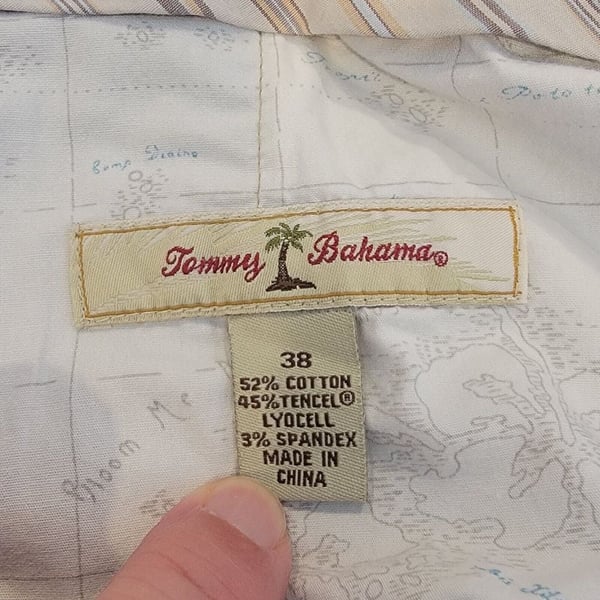 Tommy Bahama®
38
52% COTTON
45% TENCEL®
LYOCELL
3% SPANDEX
MADE IN
CHINA